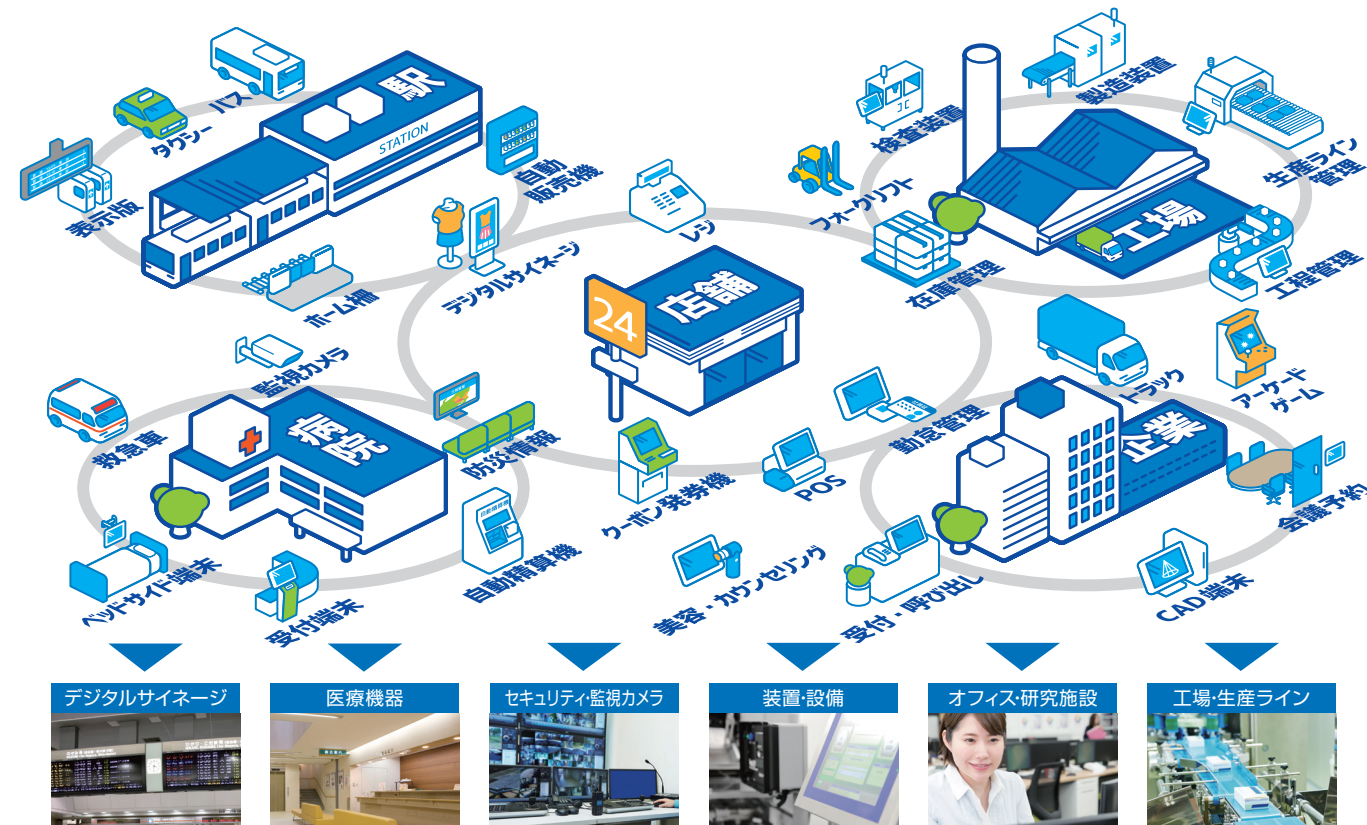 バス
タクシー
表示版
駅
STATION
自動
販売機
デジタルサイネージ
ホーム柵
レジ
24
店舗
検査装置
製造装置
生産ライン
管理
フォークリフト
工場
在庫管理
工程管理
監視カメラ
救急車
病院
防災情報
ベッドサイド端末
受付端末
自動精算機
自動精算機
クーポン発券機
POS
勤怠管理
美容・カウンセリング
受付・呼び出し
トラック
アーケード
ゲーム
企業
会議予約
CAD端末
デジタルサイネージ
医療機器
セキュリティ・監視カメラ
装置・設備
オフィス・研究施設
工場・生産ライン